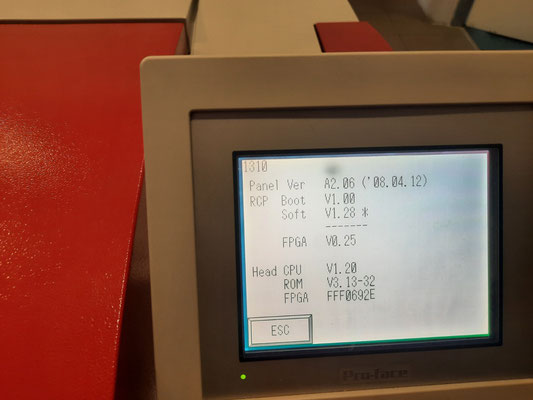 1310
Panel Ver A2.06 ('08.04.12)
RCP Boot V1.00
Soft V1.28 *
-------
FPGA V0.25
Head CPU V1.20
ROM V3.13-32
FPGA FFF0692E
ESC
Pro-face